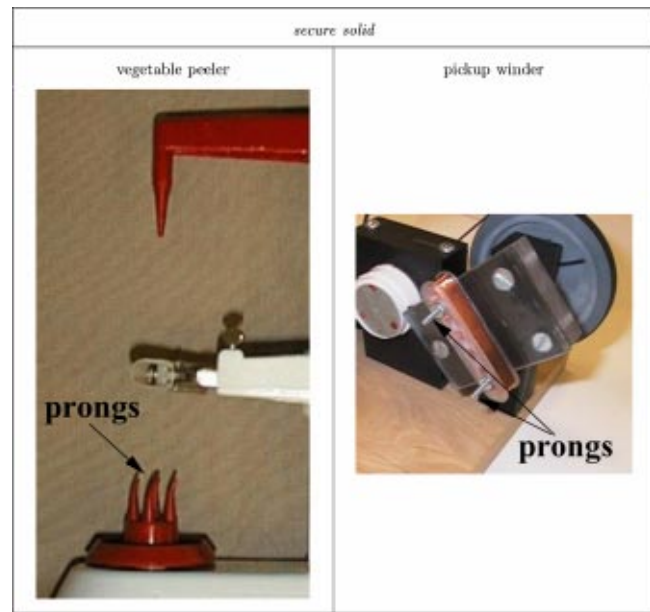 secure solid
vegetable peeler
pickup winder
prongs
prongs